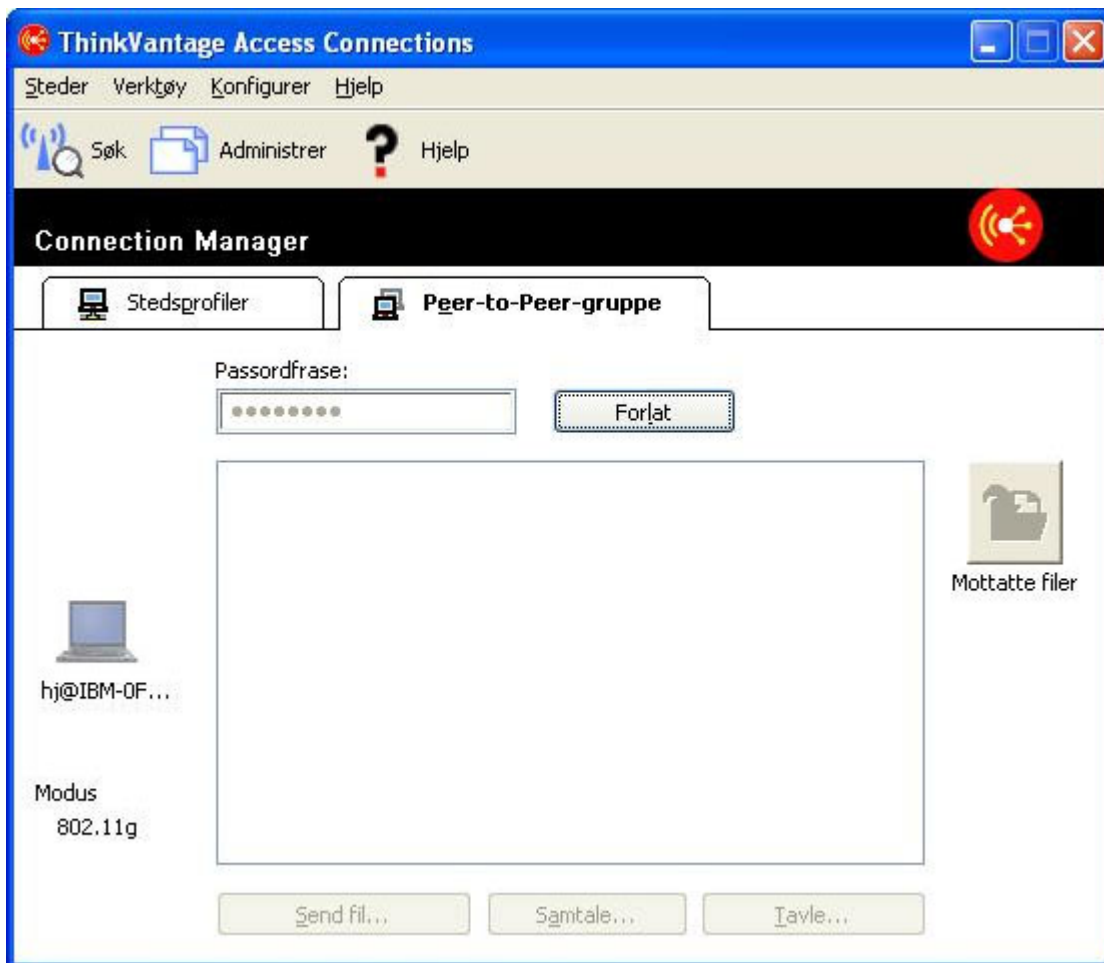 ThinkVantage Access Connections
Steder Verktøy Konfigurer Hjelp
Søk Administrer ? Hjelp
Connection Manager
Stedsprofiler Peer-to-Peer-gruppe
Passordfrase:
●●●●●●●● Forlat
Mottatte filer
hj@IBM-0F...
Modus
802.11g
Send fil... Samtale... Tavle...